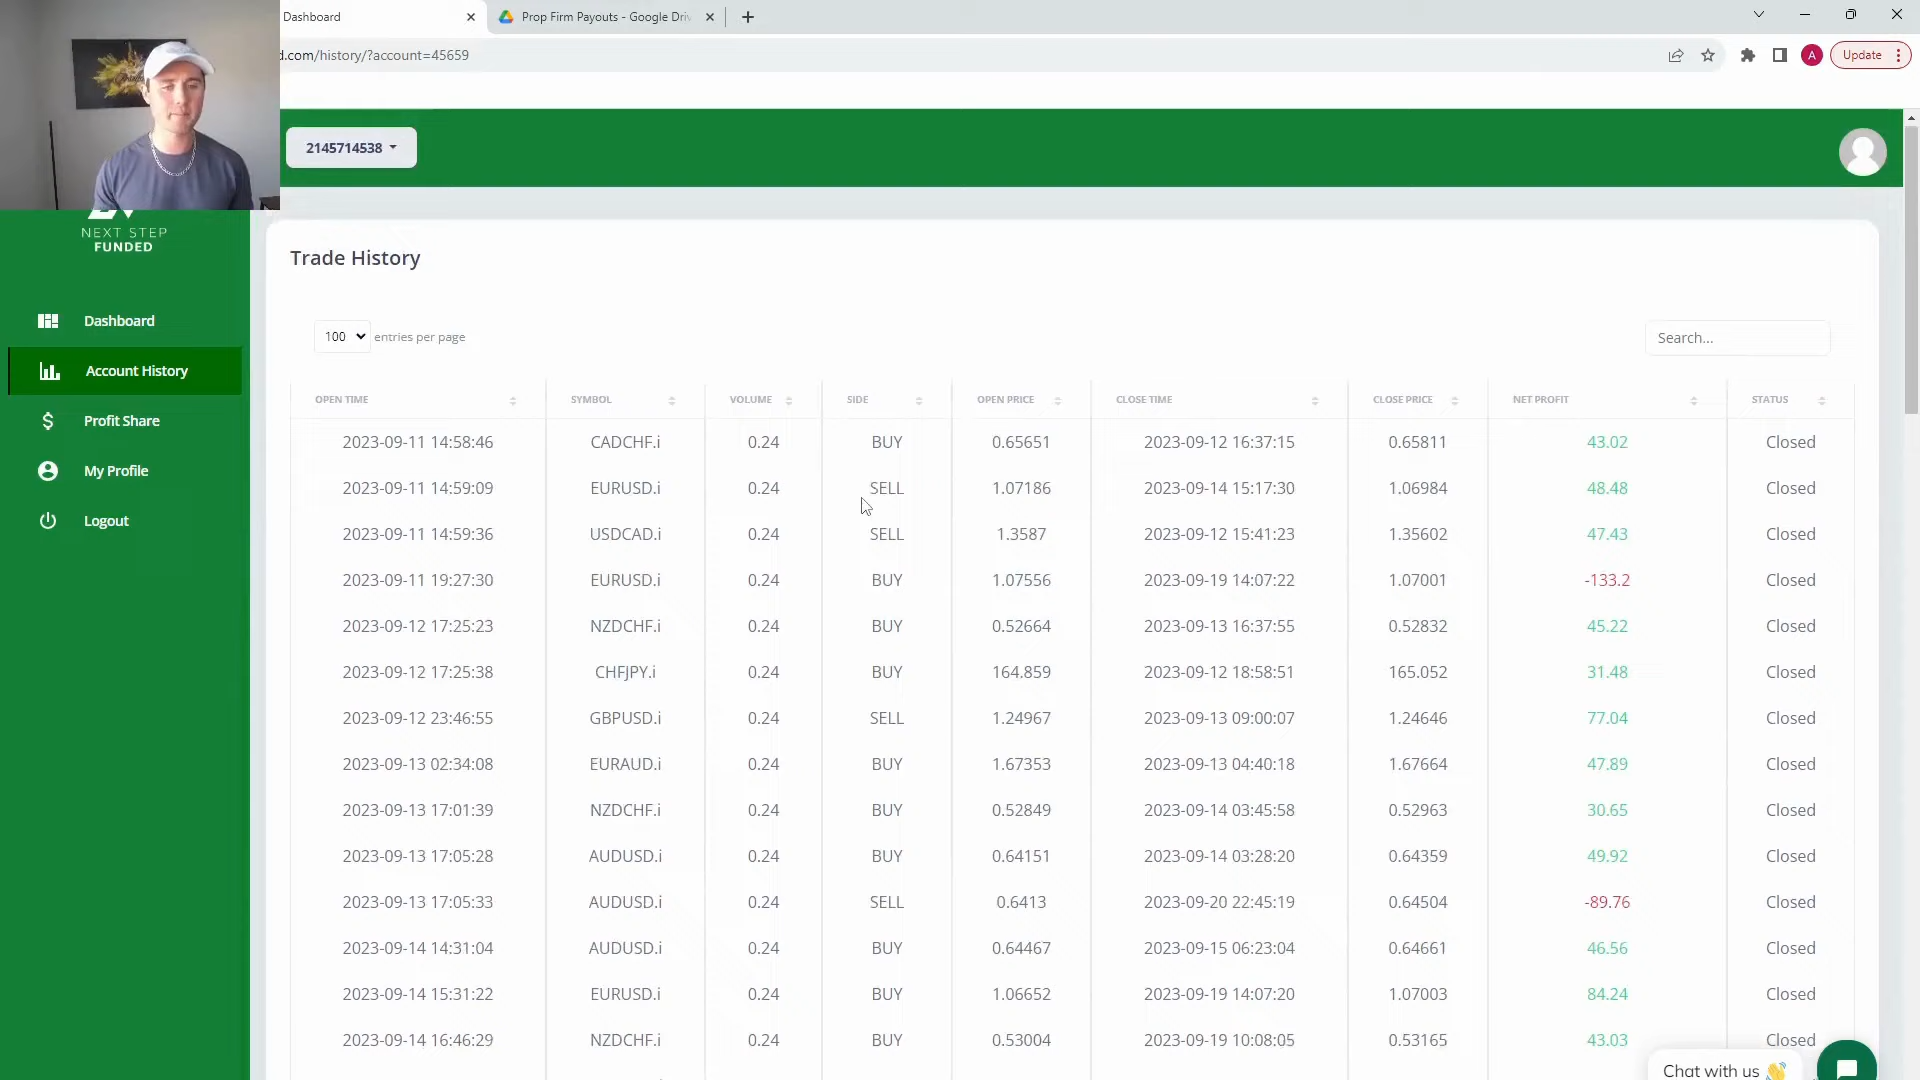 Dashboard
Prop Firm Payouts - Google Driv
d.com/history/?account=45659
A
Update
2145714538
NEXT STEP
FUNDED
Dashboard
Account History
Profit Share
My Profile
Logout
Trade History
100 entries per page
Search...
OPEN TIME SYMBOL VOLUME SIDE OPEN PRICE CLOSE TIME CLOSE PRICE NET PROFIT STATUS
2023-09-11 14:58:46 CADCHF.i 0.24 BUY 0.65651 2023-09-12 16:37:15 0.65811 43.02 Closed
2023-09-11 14:59:09 EURUSD.i 0.24 SELL 1.07186 2023-09-14 15:17:30 1.06984 48.48 Closed
2023-09-11 14:59:36 USDCAD.i 0.24 SELL 1.3587 2023-09-12 15:41:23 1.35602 47.43 Closed
2023-09-11 19:27:30 EURUSD.i 0.24 BUY 1.07556 2023-09-19 14:07:22 1.07001 -133.2 Closed
2023-09-12 17:25:23 NZDCHF.i 0.24 BUY 0.52664 2023-09-13 16:37:55 0.52832 45.22 Closed
2023-09-12 17:25:38 CHFJPY.i 0.24 BUY 164.859 2023-09-12 18:58:51 165.052 31.48 Closed
2023-09-12 23:46:55 GBPUSD.i 0.24 SELL 1.24967 2023-09-13 09:00:07 1.24646 77.04 Closed
2023-09-13 02:34:08 EURAUD.i 0.24 BUY 1.67353 2023-09-13 04:40:18 1.67664 47.89 Closed
2023-09-13 17:01:39 NZDCHF.i 0.24 BUY 0.52849 2023-09-14 03:45:58 0.52963 30.65 Closed
2023-09-13 17:05:28 AUDUSD.i 0.24 BUY 0.64151 2023-09-14 03:28:20 0.64359 49.92 Closed
2023-09-13 17:05:33 AUDUSD.i 0.24 SELL 0.6413 2023-09-20 22:45:19 0.64504 -89.76 Closed
2023-09-14 14:31:04 AUDUSD.i 0.24 BUY 0.64467 2023-09-15 06:23:04 0.64661 46.56 Closed
2023-09-14 15:31:22 EURUSD.i 0.24 BUY 1.06652 2023-09-19 14:07:20 1.07003 84.24 Closed
2023-09-14 16:46:29 NZDCHF.i 0.24 BUY 0.53004 2023-09-19 10:08:05 0.53165 43.03 Closed
Chat with us 👋